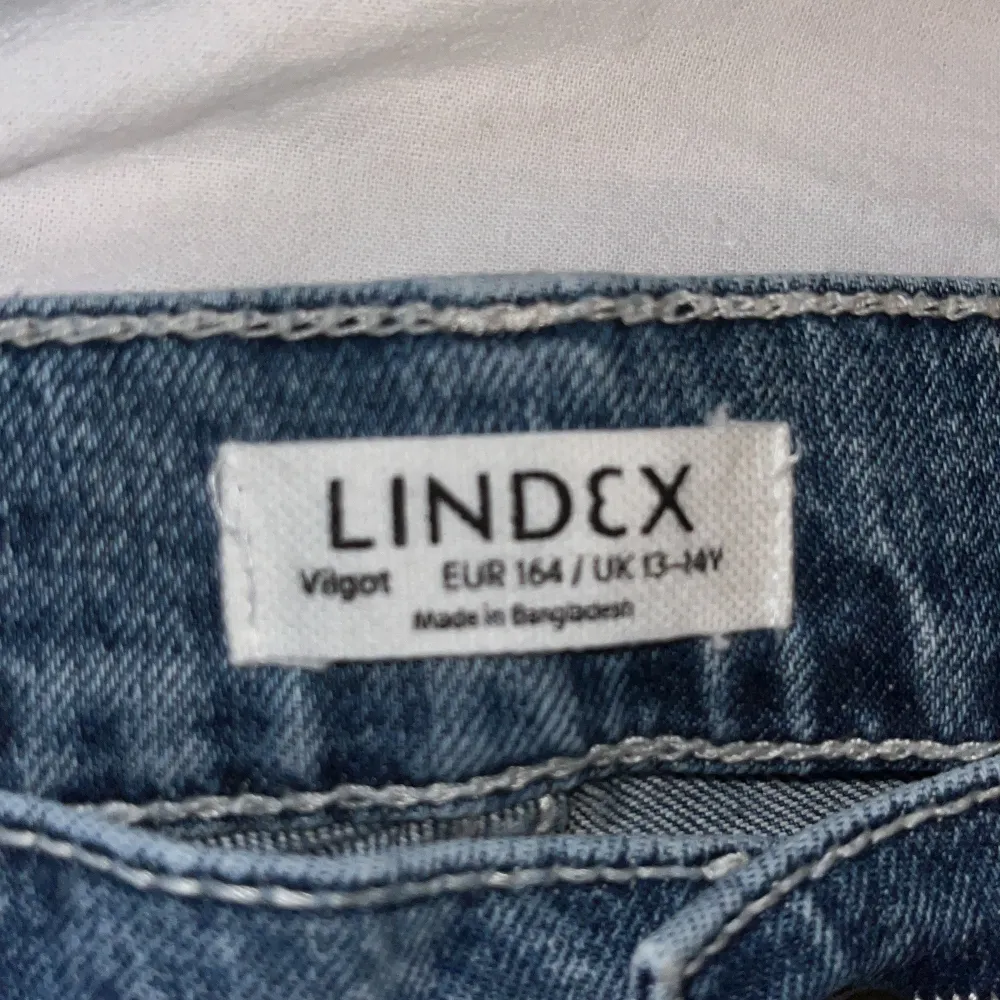 LINDEX
Vilgot EUR 164 / UK 13-14Y
Made in Bangladesh